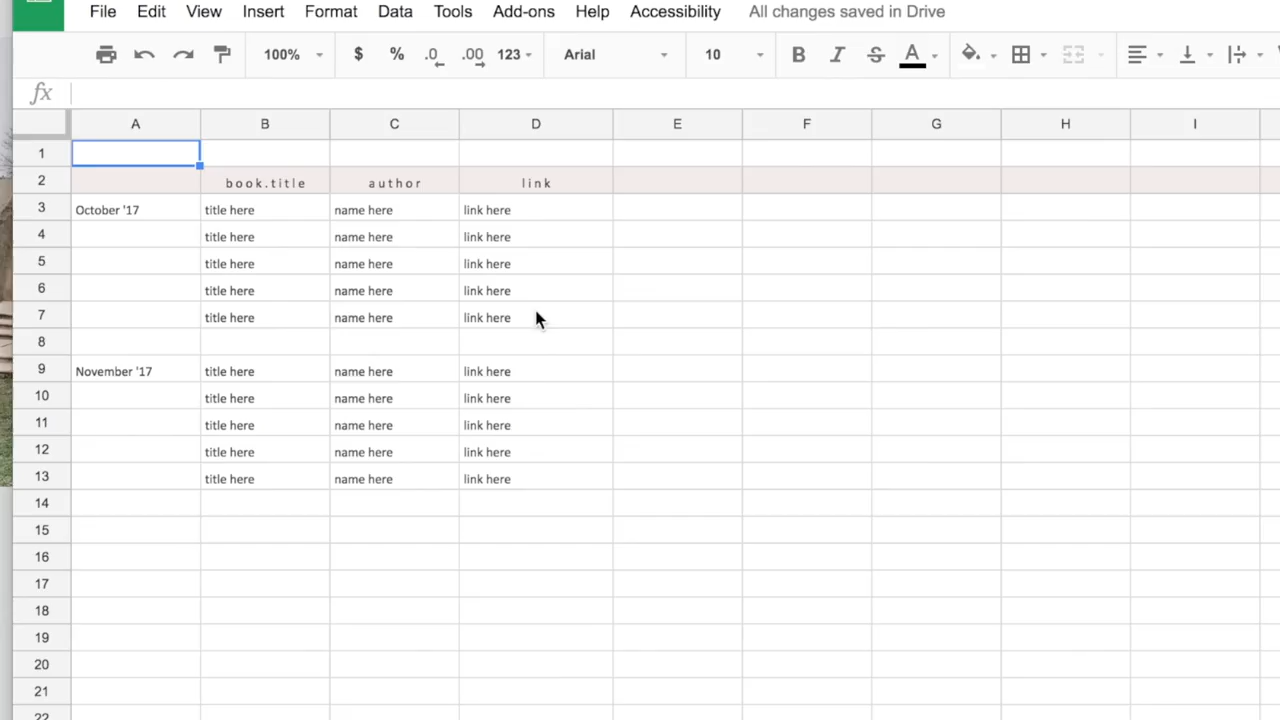 File Edit View Insert Format Data Tools Add-ons Help Accessibility All changes saved in Drive
100% $ % .0 .00 123 Arial 10 B I S A
fx
A B C D E F G H I
1
2 book.title author link
3 October '17 title here name here link here
4 title here name here link here
5 title here name here link here
6 title here name here link here
7 title here name here link here
8
9 November '17 title here name here link here
10 title here name here link here
11 title here name here link here
12 title here name here link here
13 title here name here link here
14
15
16
17
18
19
20
21
22